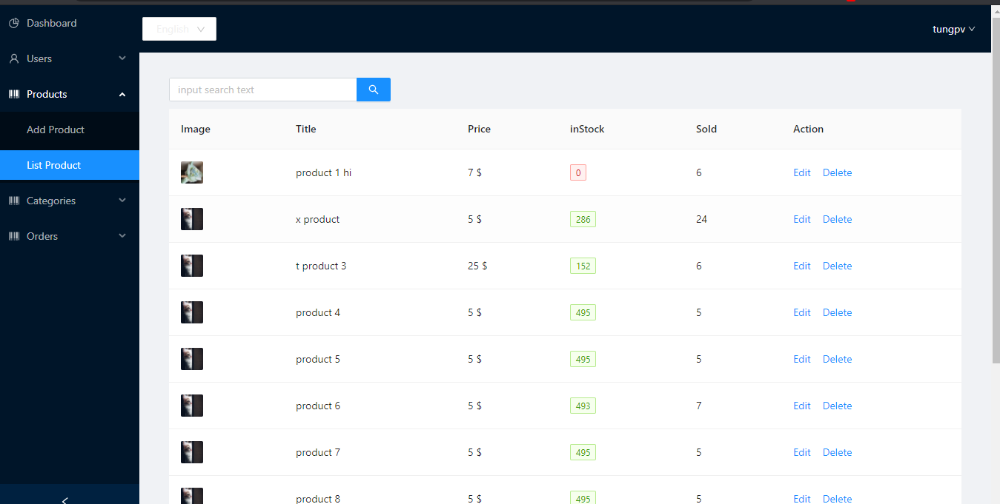 Dashboard
Users
Products
Add Product
List Product
Categories
Orders
English
tungpv
input search text
Image Title Price inStock Sold Action
product 1 hi 7 $ 0 6 Edit Delete
x product 5 $ 286 24 Edit Delete
t product 3 25 $ 152 6 Edit Delete
product 4 5 $ 495 5 Edit Delete
product 5 5 $ 495 5 Edit Delete
product 6 5 $ 493 7 Edit Delete
product 7 5 $ 495 5 Edit Delete
product 8 5 $ 495 5 Edit Delete